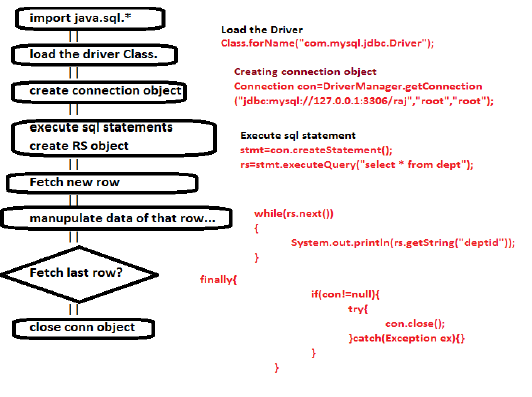 import java.sql.*
load the driver Class.
create connection object
execute sql statements
create RS object
Fetch new row
manupulate data of that row...
Fetch last row?
close conn object
Load the Driver
Class.forName("com.mysql.jdbc.Driver");
Creating connection object
Connection con=DriverManager.getConnection
("jdbc:mysql://127.0.0.1:3306/raj","root","root");
Execute sql statement
stmt=con.createStatement();
rs=stmt.executeQuery("select * from dept");
while(rs.next())
{
System.out.println(rs.getString("deptid"));
}
finally{
if(con!=null){
try{
con.close();
}catch(Exception ex){}
}
}